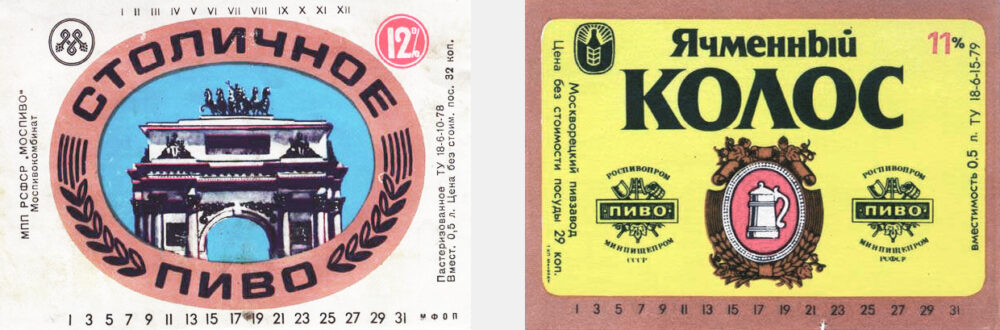 I II III IV V VI VII VIII IX X XI XII
СТОЛИЧНОЕ
12%
ПИВО
МПП РСФСР „МОСПИВО"
Моспивокомбинат
Пастеризованное ТУ 18-6-10-78
Вмест. 0,5 л. Цена без стоим. пос. 32 коп.
1 3 5 7 9 11 13 15 17 19 21 23 25 27 29 31 МФОП
Ячменный
КОЛОС
11%
Москворецкий пивзавод
Цена без стоимости посуды 29 коп.
вместимость 0,5 л. ТУ 18-6-15-79
РОСПИВОПРОМ
ПИВО
МИНПИЩЕПРОМ
СССР
РОСПИВОПРОМ
ПИВО
МИНПИЩЕПРОМ
РСФСР
1 3 5 7 9 11 13 15 17 19 21 23 25 27 29 31